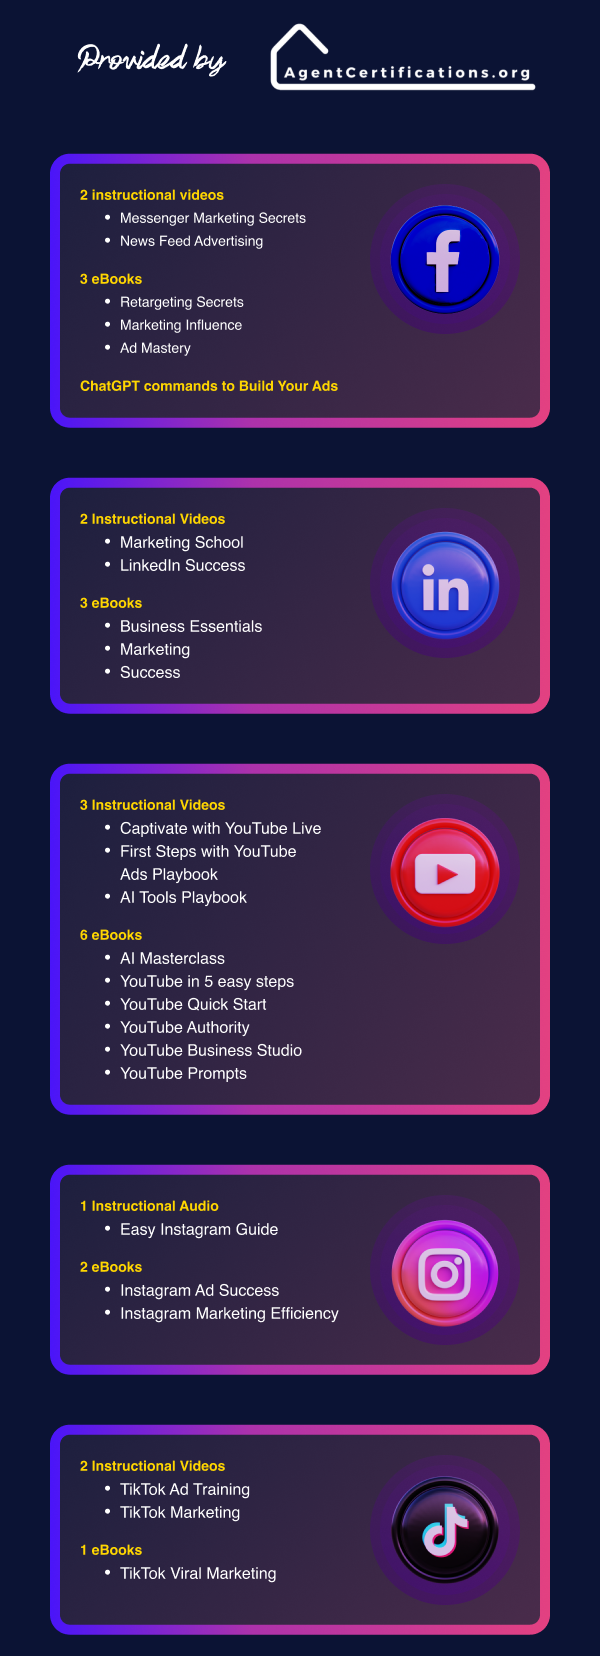 Provided by
AgentCertifications.org
2 instructional videos
• Messenger Marketing Secrets
• News Feed Advertising
3 eBooks
• Retargeting Secrets
• Marketing Influence
• Ad Mastery
ChatGPT commands to Build Your Ads
f
2 Instructional Videos
• Marketing School
• LinkedIn Success
3 eBooks
• Business Essentials
• Marketing
• Success
in
3 Instructional Videos
• Captivate with YouTube Live
• First Steps with YouTube
Ads Playbook
• AI Tools Playbook
6 eBooks
• AI Masterclass
• YouTube in 5 easy steps
• YouTube Quick Start
• YouTube Authority
• YouTube Business Studio
• YouTube Prompts
1 Instructional Audio
• Easy Instagram Guide
2 eBooks
• Instagram Ad Success
• Instagram Marketing Efficiency
2 Instructional Videos
• TikTok Ad Training
• TikTok Marketing
1 eBooks
• TikTok Viral Marketing